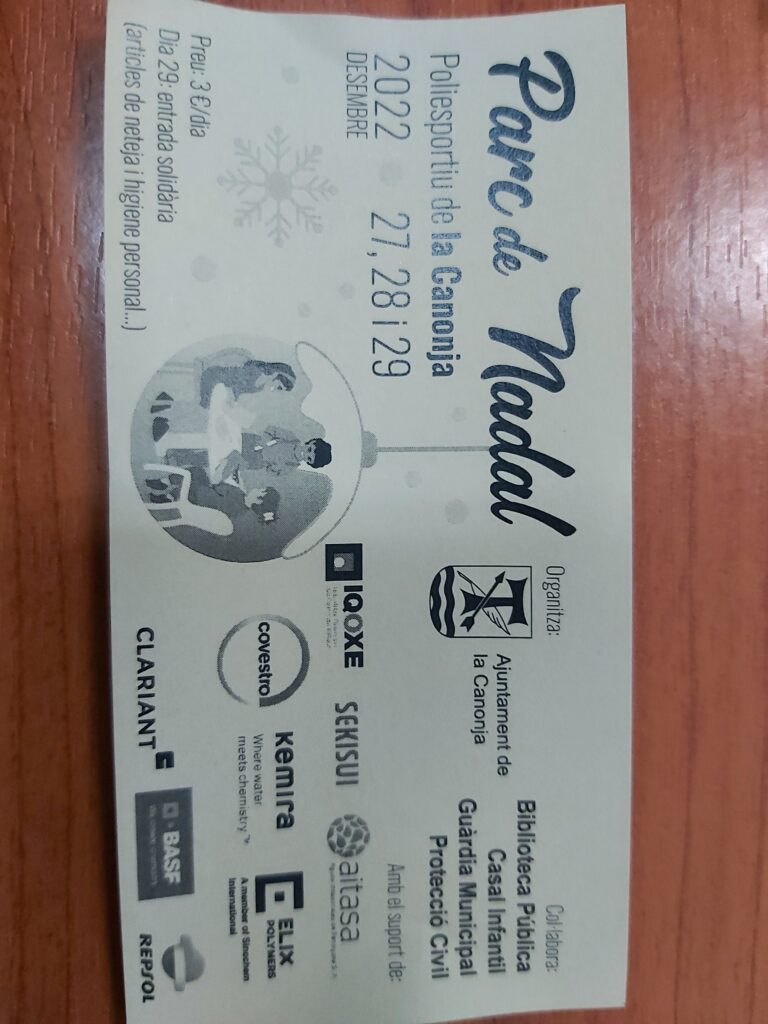 Parc de Nadal
Poliesportiu de la Canonja
2022 27, 28 i 29
DESEMBRE
Preu: 3 €/dia
Dia 29: entrada solidària
(articles de neteja i higiene personal...)
Organitza:
Ajuntament de
la Canonja
Col·labora:
Biblioteca Pública
Casal Infantil
Guàrdia Municipal
Protecció Civil
Amb el suport de:
IQOXE
SEKISUI
aitasa
covestro
kemira
Where water
meets chemistry™
ELIX
POLYMERS
A member of Sinochem
International
CLARIANT
BASF
REPSOL